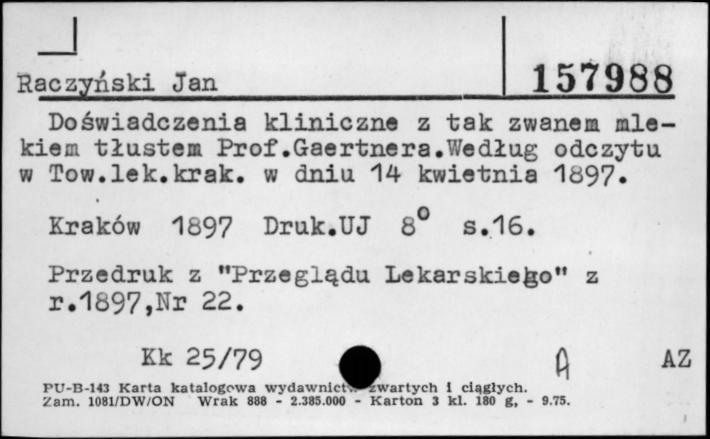 Raczyński Jan 157988
Doświadczenia kliniczne z tak zwanem mle-
kiem tłustem Prof.Gaertnera.Według odczytu
w Tow.lek.krak. w dniu 14 kwietnia 1897.
Kraków 1897 Druk.UJ 8° s.16.
Przedruk z "Przeglądu Lekarskiego" z
r.1897,Nr 22.
Kk 25/79 A AZ
PU-B-143 Karta katalogowa wydawnictw zwartych i ciągłych.
Zam. 1081/DW/ON Wrak 888 - 2.385.000 - Karton 3 kl. 180 g, - 9.75.